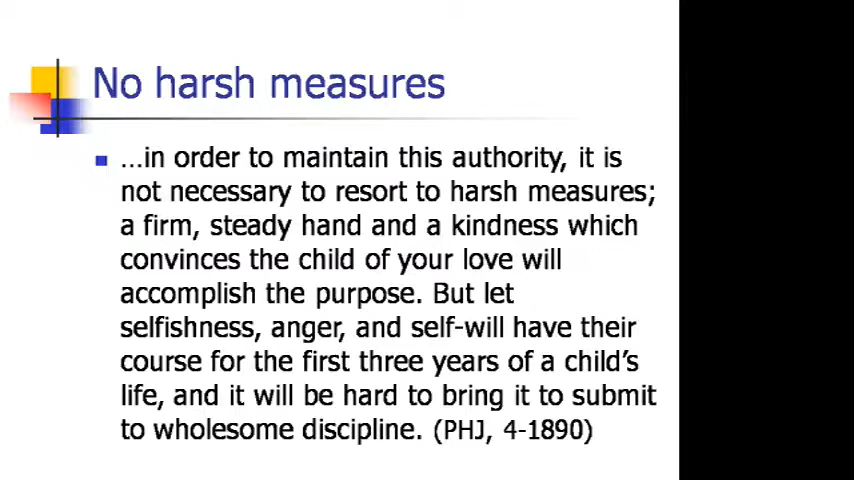 No harsh measures
…in order to maintain this authority, it is
not necessary to resort to harsh measures;
a firm, steady hand and a kindness which
convinces the child of your love will
accomplish the purpose. But let
selfishness, anger, and self-will have their
course for the first three years of a child’s
life, and it will be hard to bring it to submit
to wholesome discipline. (PHJ, 4-1890)